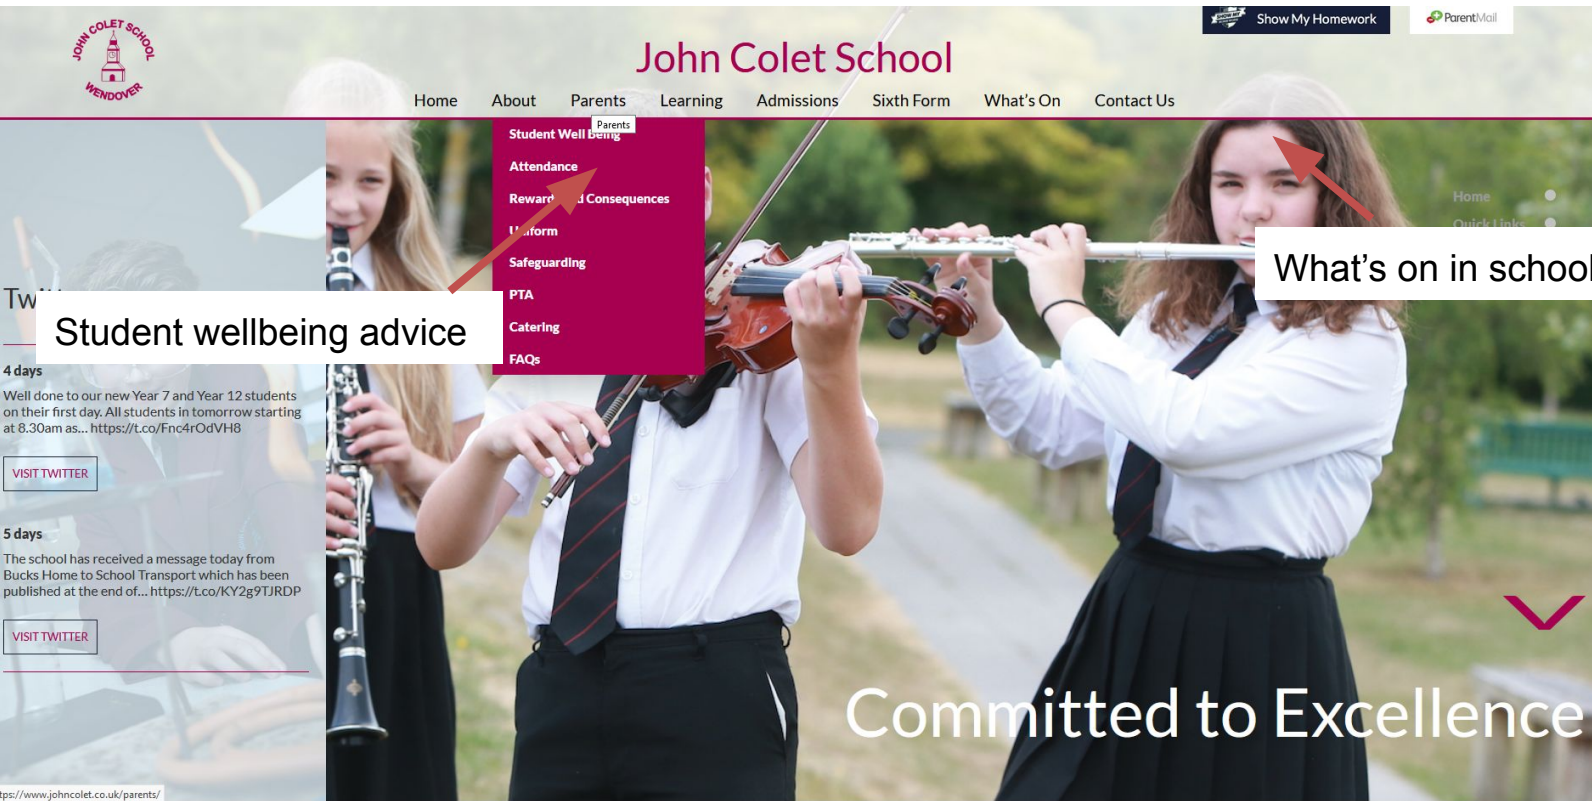 JOHN COLET SCHOOL
WENDOVER
Show My Homework
ParentMail
John Colet School
Home About Parents Learning Admissions Sixth Form What's On Contact Us
Parents
Student Well Being
Attendance
Consequences
Uniform
Safeguarding
PTA
Catering
FAQs
Home
Quick Links
What's on in school
Student wellbeing advice
4 days
Well done to our new Year 7 and Year 12 students
on their first day. All students in tomorrow starting
at 8.30am as... https://t.co/Fnc4rOdVH8
VISIT TWITTER
5 days
The school has received a message today from
Bucks Home to School Transport which has been
published at the end of... https://t.co/KY2g9TJRDP
VISIT TWITTER
Committed to Excellence
tps://www.johncolet.co.uk/parents/